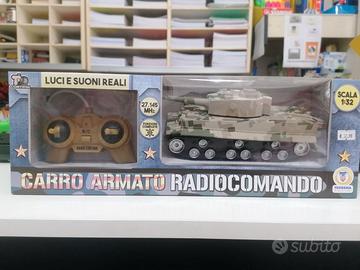 LUCI E SUONI REALI
27.145
MHz
SCALA
1:32
CARRO ARMATO RADIOCOMANDO
subito